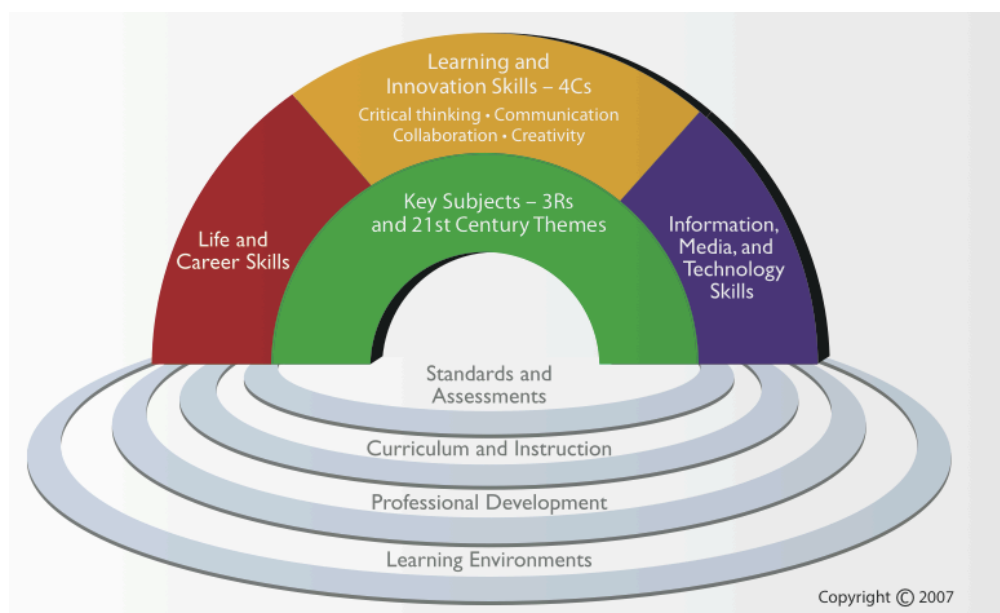 Learning and
Innovation Skills – 4Cs
Critical thinking • Communication
Collaboration • Creativity
Key Subjects – 3Rs
and 21st Century Themes
Life and
Career Skills
Information,
Media, and
Technology
Skills
Standards and
Assessments
Curriculum and Instruction
Professional Development
Learning Environments
Copyright © 2007